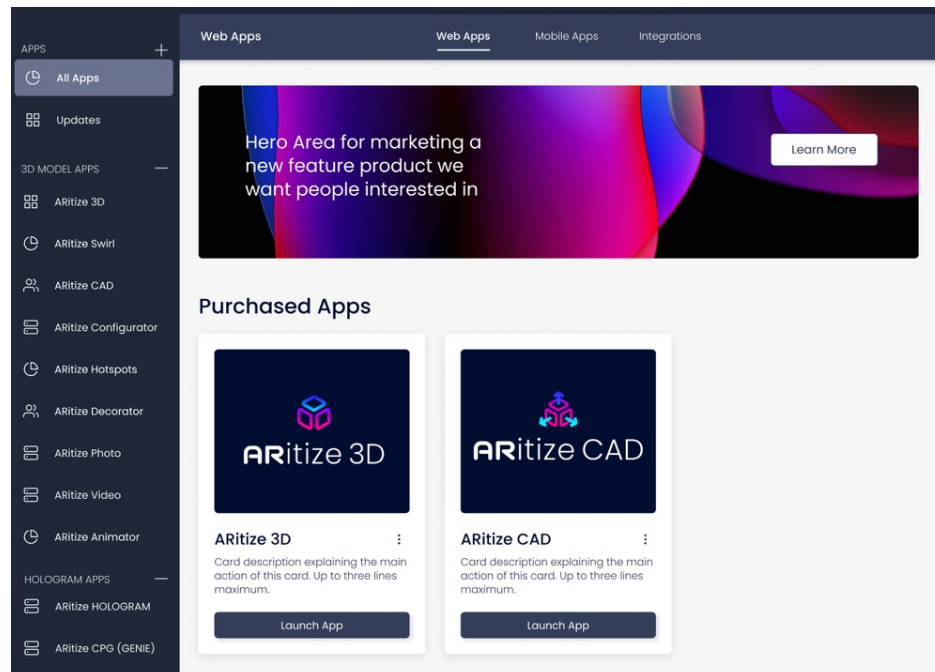 APPS
All Apps
Updates
3D MODEL APPS
ARitize 3D
ARitize Swirl
ARitize CAD
ARitize Configurator
ARitize Hotspots
ARitize Decorator
ARitize Photo
ARitize Video
ARitize Animator
HOLOGRAM APPS
ARitize HOLOGRAM
ARitize CPG (GENIE)
Web Apps
Web Apps Mobile Apps Integrations
Hero Area for marketing a
new feature product we
want people interested in
Learn More
Purchased Apps
ARitize 3D
ARitize 3D
Card description explaining the main
action of this card. Up to three lines
maximum.
Launch App
ARitize CAD
ARitize CAD
Card description explaining the main
action of this card. Up to three lines
maximum.
Launch App